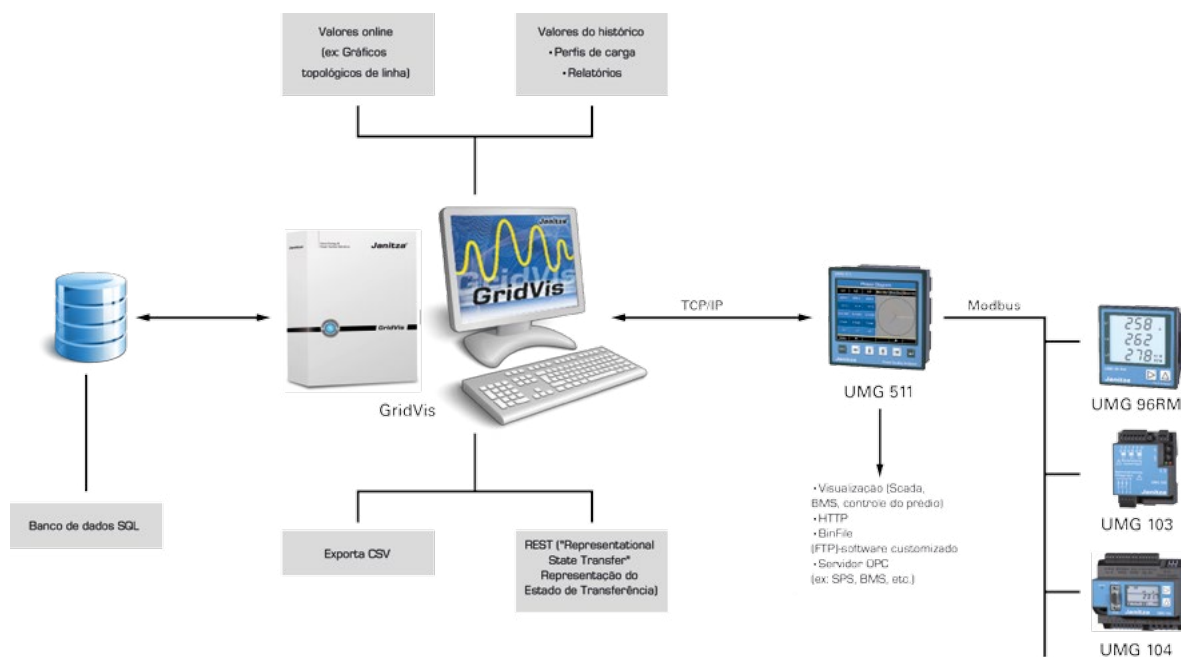 Valores online
(ex: Gráficos
topológicos de linha)
Valores do histórico
• Perfis de carga
• Relatórios
Janitza
GridVis
Janitza
GridVis
GridVis
TCP/IP
Modbus
UMG 511
258
262
278
Janitza
UMG 96RM
UMG 103
Janitza
UMG 104
Banco de dados SQL
Exporta CSV
REST ("Representational
State Transfer"
Representação do
Estado de Transferência)
• Visualização (Scada,
BMS, controle do prédio)
• HTTP
• BinFile
(FTP)-software customizado
• Servidor OPC
(ex: SPS, BMS, etc.)